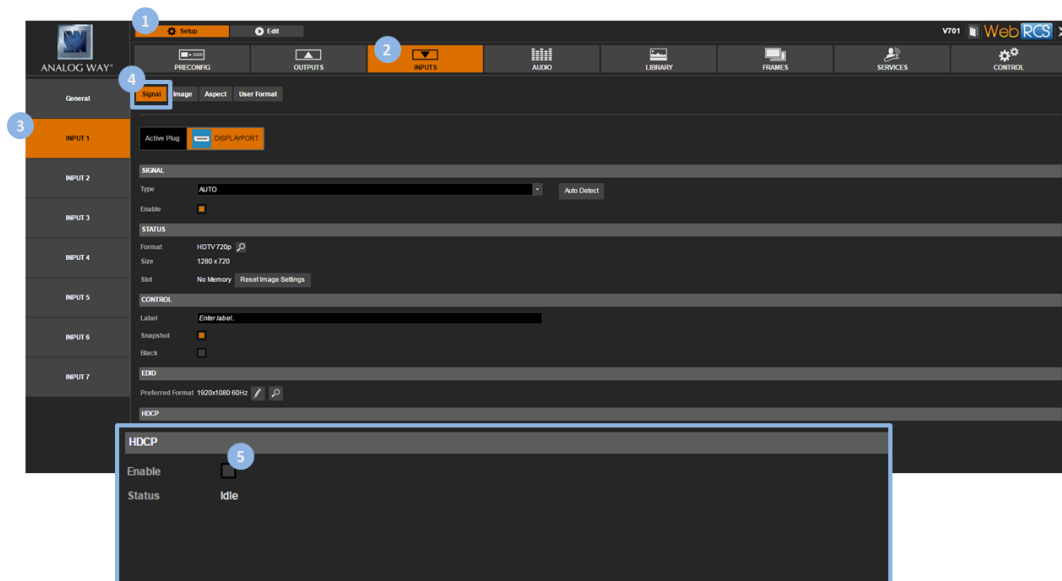 1
Setup
Edit
V701
Web RCS
ANALOG WAY®
2
PRECONFIG
OUTPUTS
INPUTS
AUDIO
LIBRARY
FRAMES
SERVICES
CONTROL
4
General
Signal
Image
Aspect
User Format
3
INPUT 1
Active Plug
DISPLAYPORT
INPUT 2
SIGNAL
Type
AUTO
Auto Detect
Enable
INPUT 3
STATUS
Format
HDTV 720p
INPUT 4
Size
1280 x 720
Slot
No Memory
Reset Image Settings
INPUT 5
CONTROL
Label
Enter label..
INPUT 6
Snapshot
Black
INPUT 7
EDID
Preferred Format
1920x1080 60Hz
HDCP
HDCP
5
Enable
Status
Idle